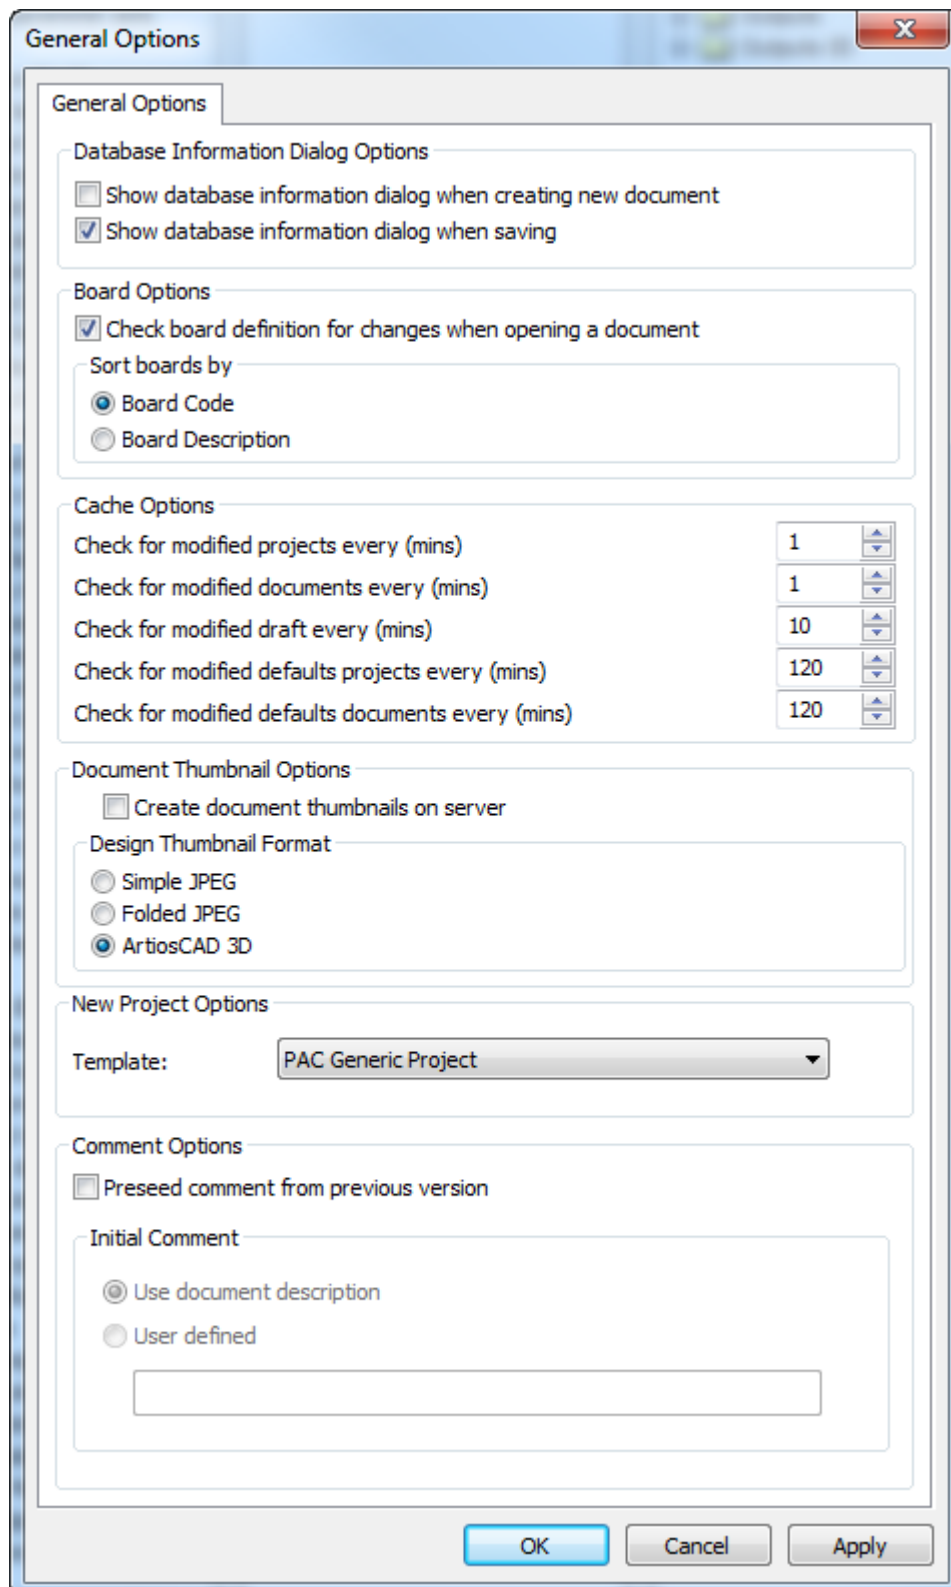 General Options
General Options
Database Information Dialog Options
Show database information dialog when creating new document
Show database information dialog when saving
Board Options
Check board definition for changes when opening a document
Sort boards by
Board Code
Board Description
Cache Options
Check for modified projects every (mins) 1
Check for modified documents every (mins) 1
Check for modified draft every (mins) 10
Check for modified defaults projects every (mins) 120
Check for modified defaults documents every (mins) 120
Document Thumbnail Options
Create document thumbnails on server
Design Thumbnail Format
Simple JPEG
Folded JPEG
ArtiosCAD 3D
New Project Options
Template: PAC Generic Project
Comment Options
Preseed comment from previous version
Initial Comment
Use document description
User defined
OK Cancel Apply